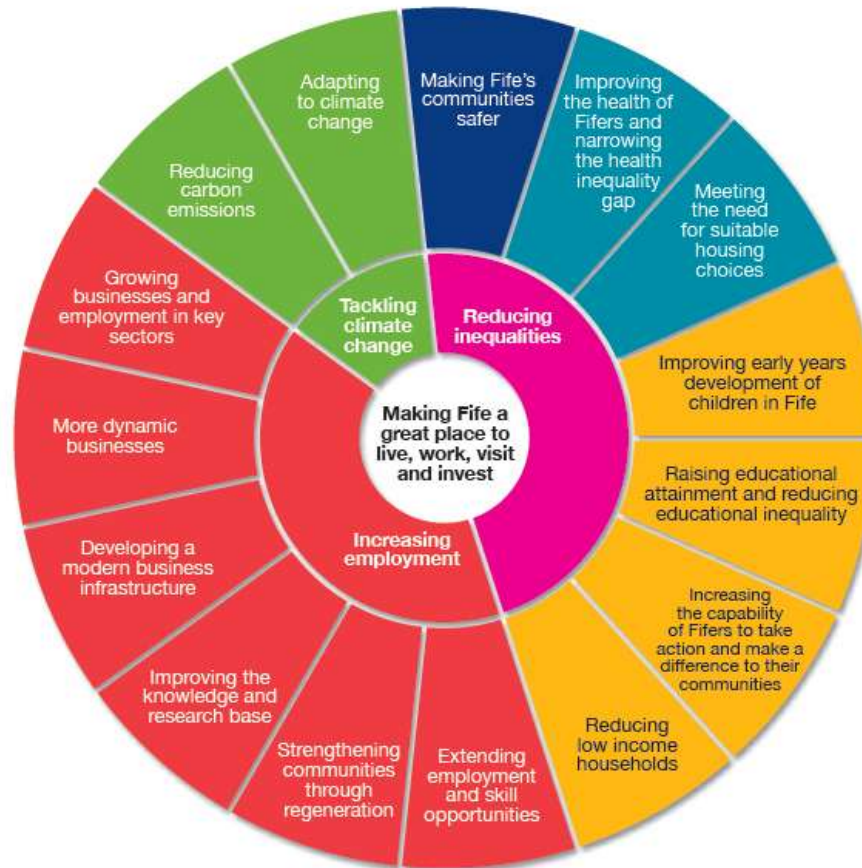 Making Fife a
great place to
live, work, visit
and invest
Tackling
climate
change
Reducing
inequalities
Increasing
employment
Adapting
to climate
change
Making Fife's
communities
safer
Improving
the health of
Fifers and
narrowing
the health
inequality
gap
Meeting
the need
for suitable
housing
choices
Improving early years
development of
children in Fife
Raising educational
attainment and reducing
educational inequality
Increasing
the capability
of Fifers to take
action and make a
difference to their
communities
Reducing
low income
households
Extending
employment
and skill
opportunities
Strengthening
communities
through
regeneration
Improving the
knowledge and
research base
Developing a
modern business
infrastructure
More dynamic
businesses
Growing
businesses and
employment in key
sectors
Reducing
carbon
emissions